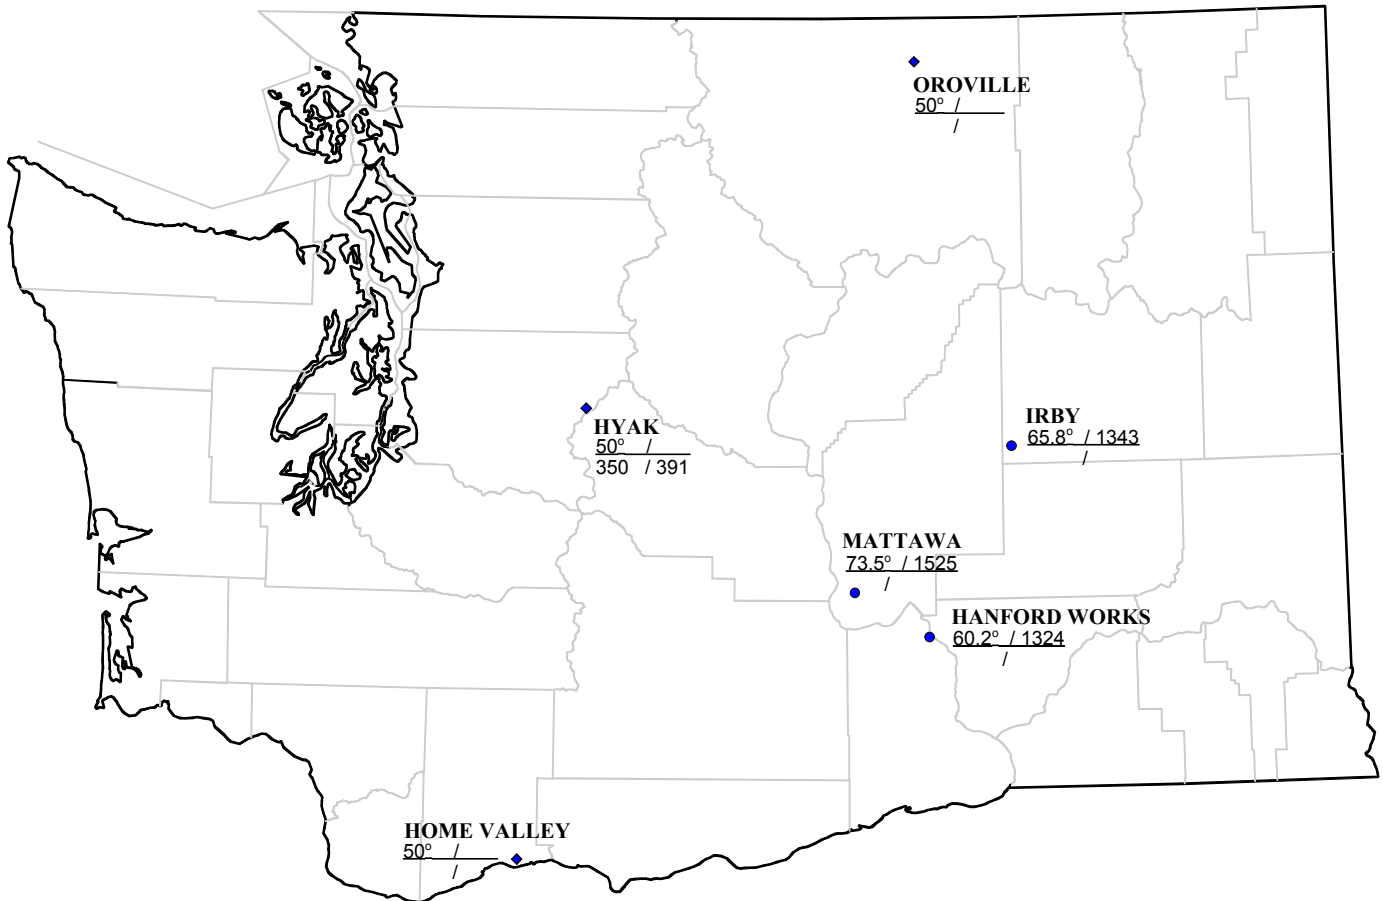 OROVILLE
50° /
/
HYAK
50° /
350 / 391
IRBY
65.8° / 1343
/
MATTAWA
73.5° / 1525
/
HANFORD WORKS
60.2° / 1324
/
HOME VALLEY
50° /
/